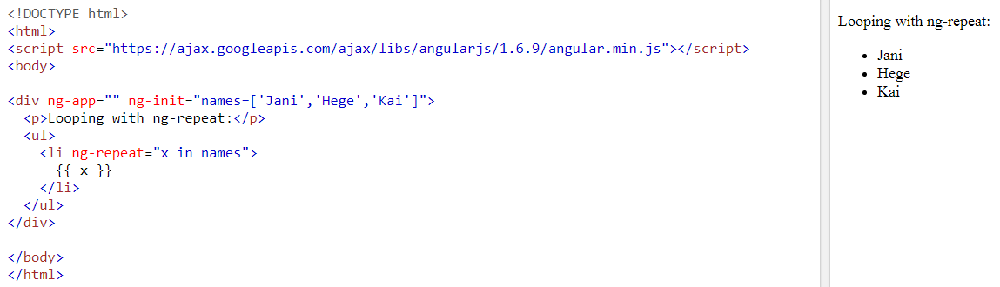 <!DOCTYPE html>
<html>
<script src="https://ajax.googleapis.com/ajax/libs/angularjs/1.6.9/angular.min.js"></script>
<body>
<div ng-app="" ng-init="names=['Jani','Hege','Kai']">
<p>Looping with ng-repeat:</p>
<ul>
<li ng-repeat="x in names">
{{ x }}
</li>
</ul>
</div>
</body>
</html>
Looping with ng-repeat:
• Jani
• Hege
• Kai